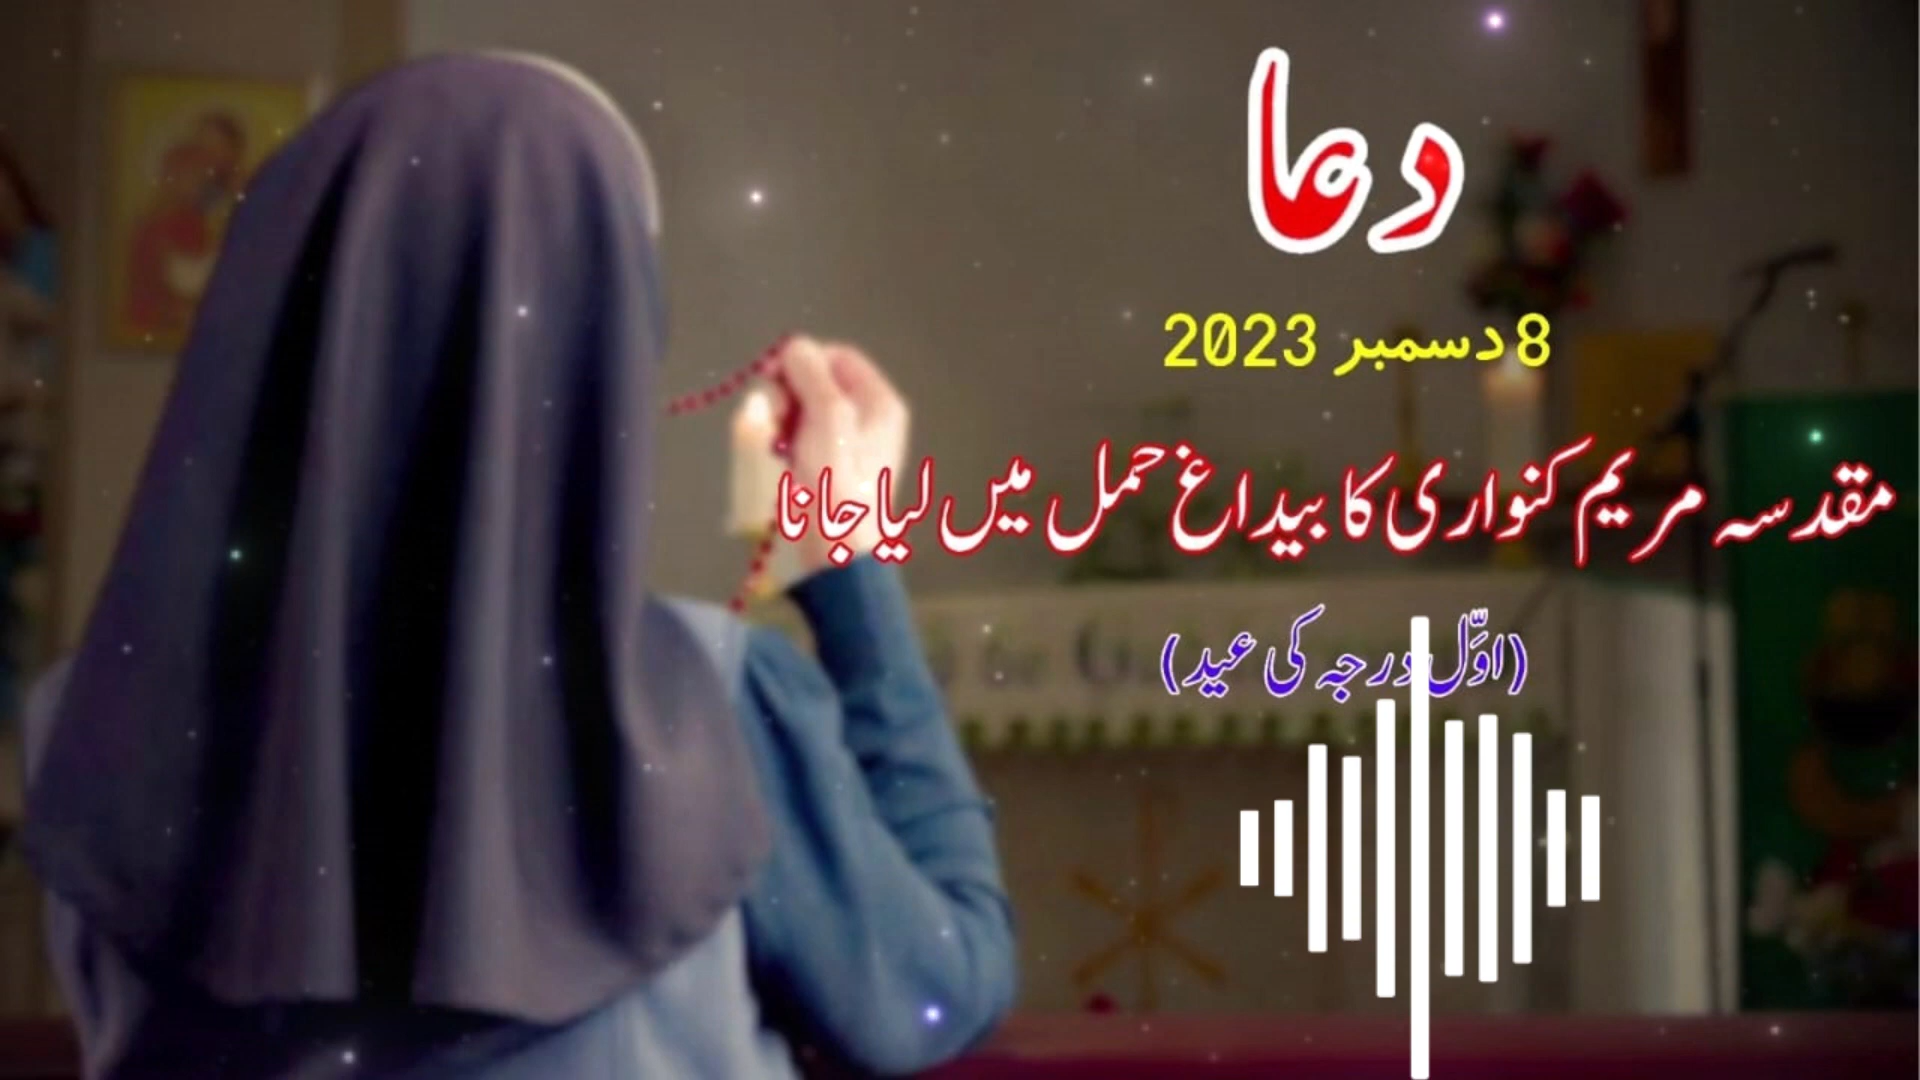 دعا
8 دسمبر 2023
مقدسہ مریم کنواری کا بیداغ حمل میں لیا جانا
(اوّل درجہ کی عید)